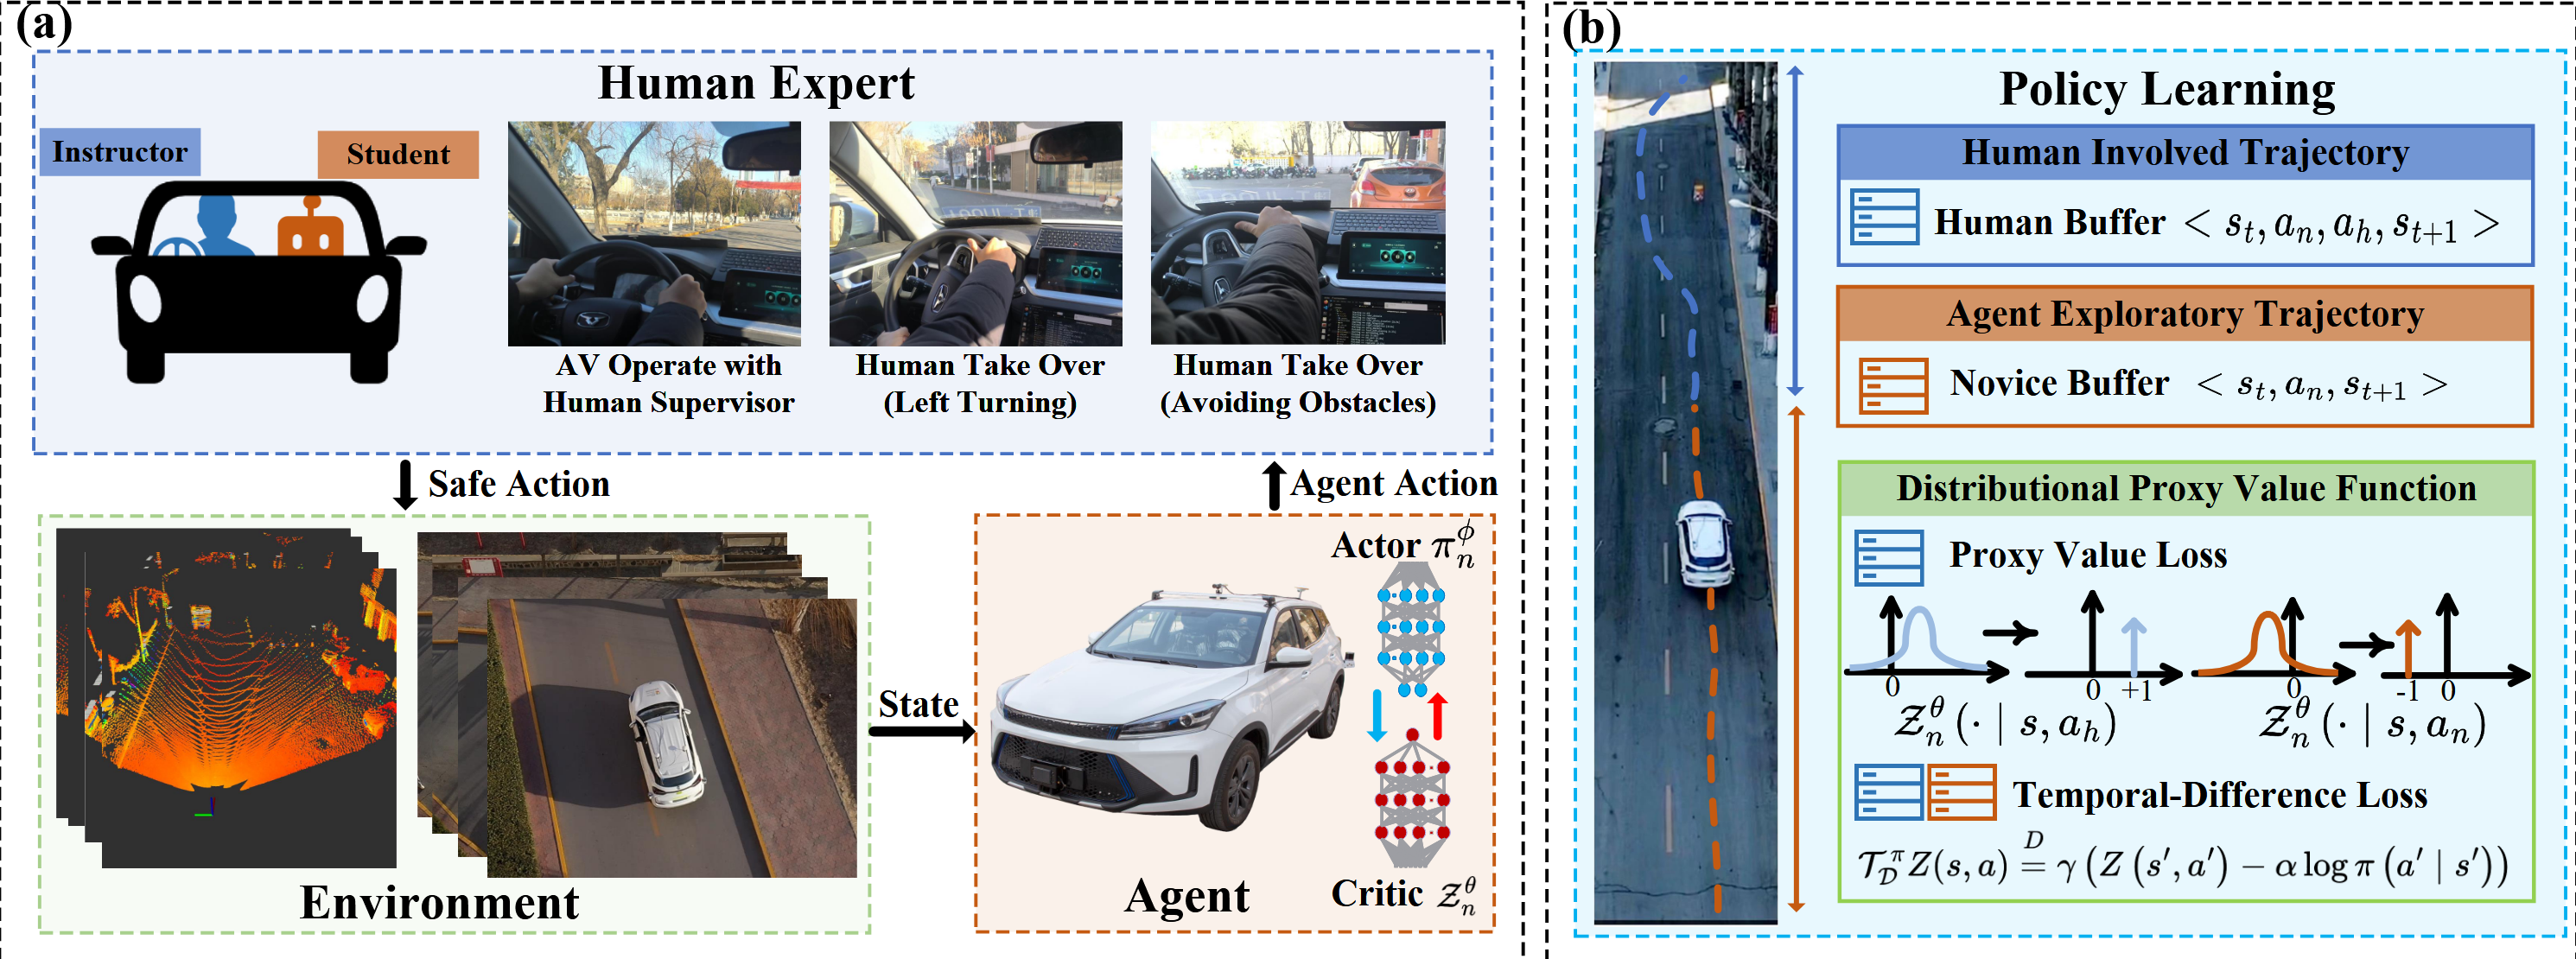 (a)
Human Expert
Instructor
Student
AV Operate with
Human Supervisor
Human Take Over
(Left Turning)
Human Take Over
(Avoiding Obstacles)
Safe Action
Agent Action
Environment
State
Actor $\pi_n^\phi$
Agent
Critic $\mathcal{Z}_n^\theta$
(b)
Policy Learning
Human Involved Trajectory
Human Buffer $< s_t, a_n, a_h, s_{t+1} >$
Agent Exploratory Trajectory
Novice Buffer $< s_t, a_n, s_{t+1} >$
Distributional Proxy Value Function
Proxy Value Loss
0
0 +1
0
-1 0
$\mathcal{Z}_n^\theta (\cdot \mid s, a_h)$
$\mathcal{Z}_n^\theta (\cdot \mid s, a_n)$
Temporal-Difference Loss
$\mathcal{T}_{\mathcal{D}}^\pi Z(s, a) \stackrel{D}{=} \gamma \left( Z \left( s', a' \right) - \alpha \log \pi \left( a' \mid s' \right) \right)$